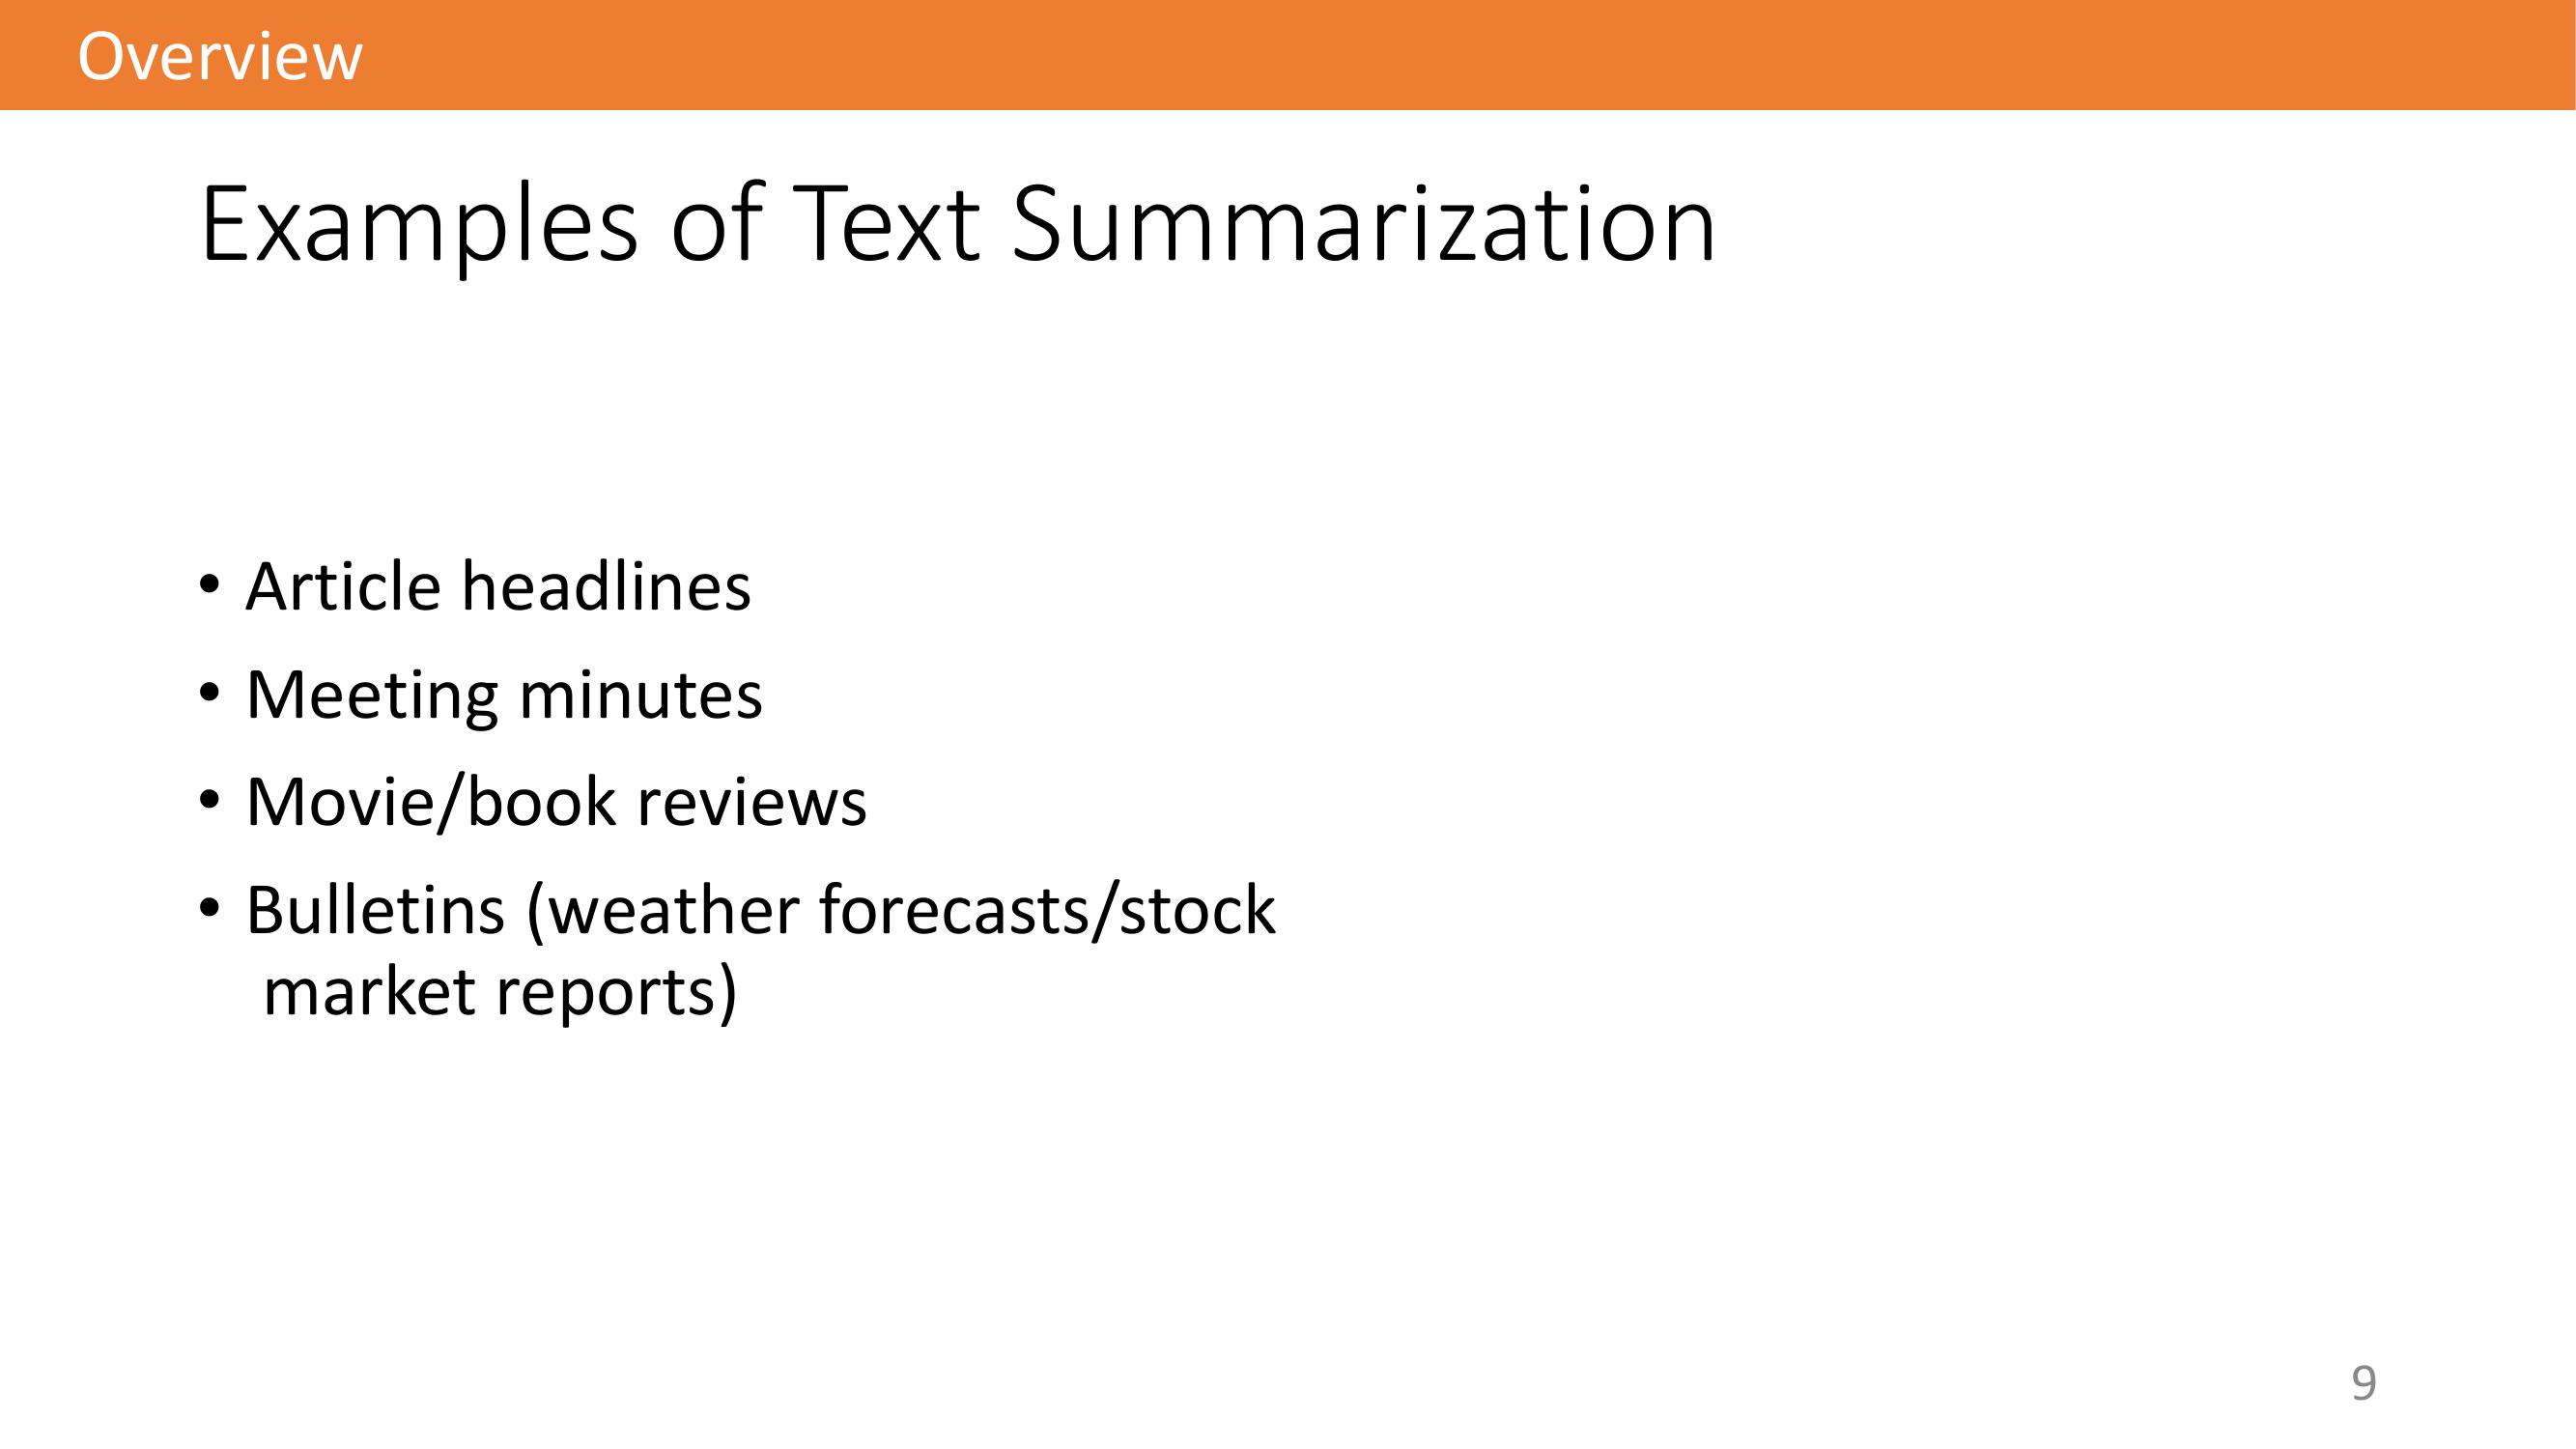 Overview
Examples of Text Summarization
• Article headlines
• Meeting minutes
• Movie/book reviews
• Bulletins (weather forecasts/stock
market reports)
9